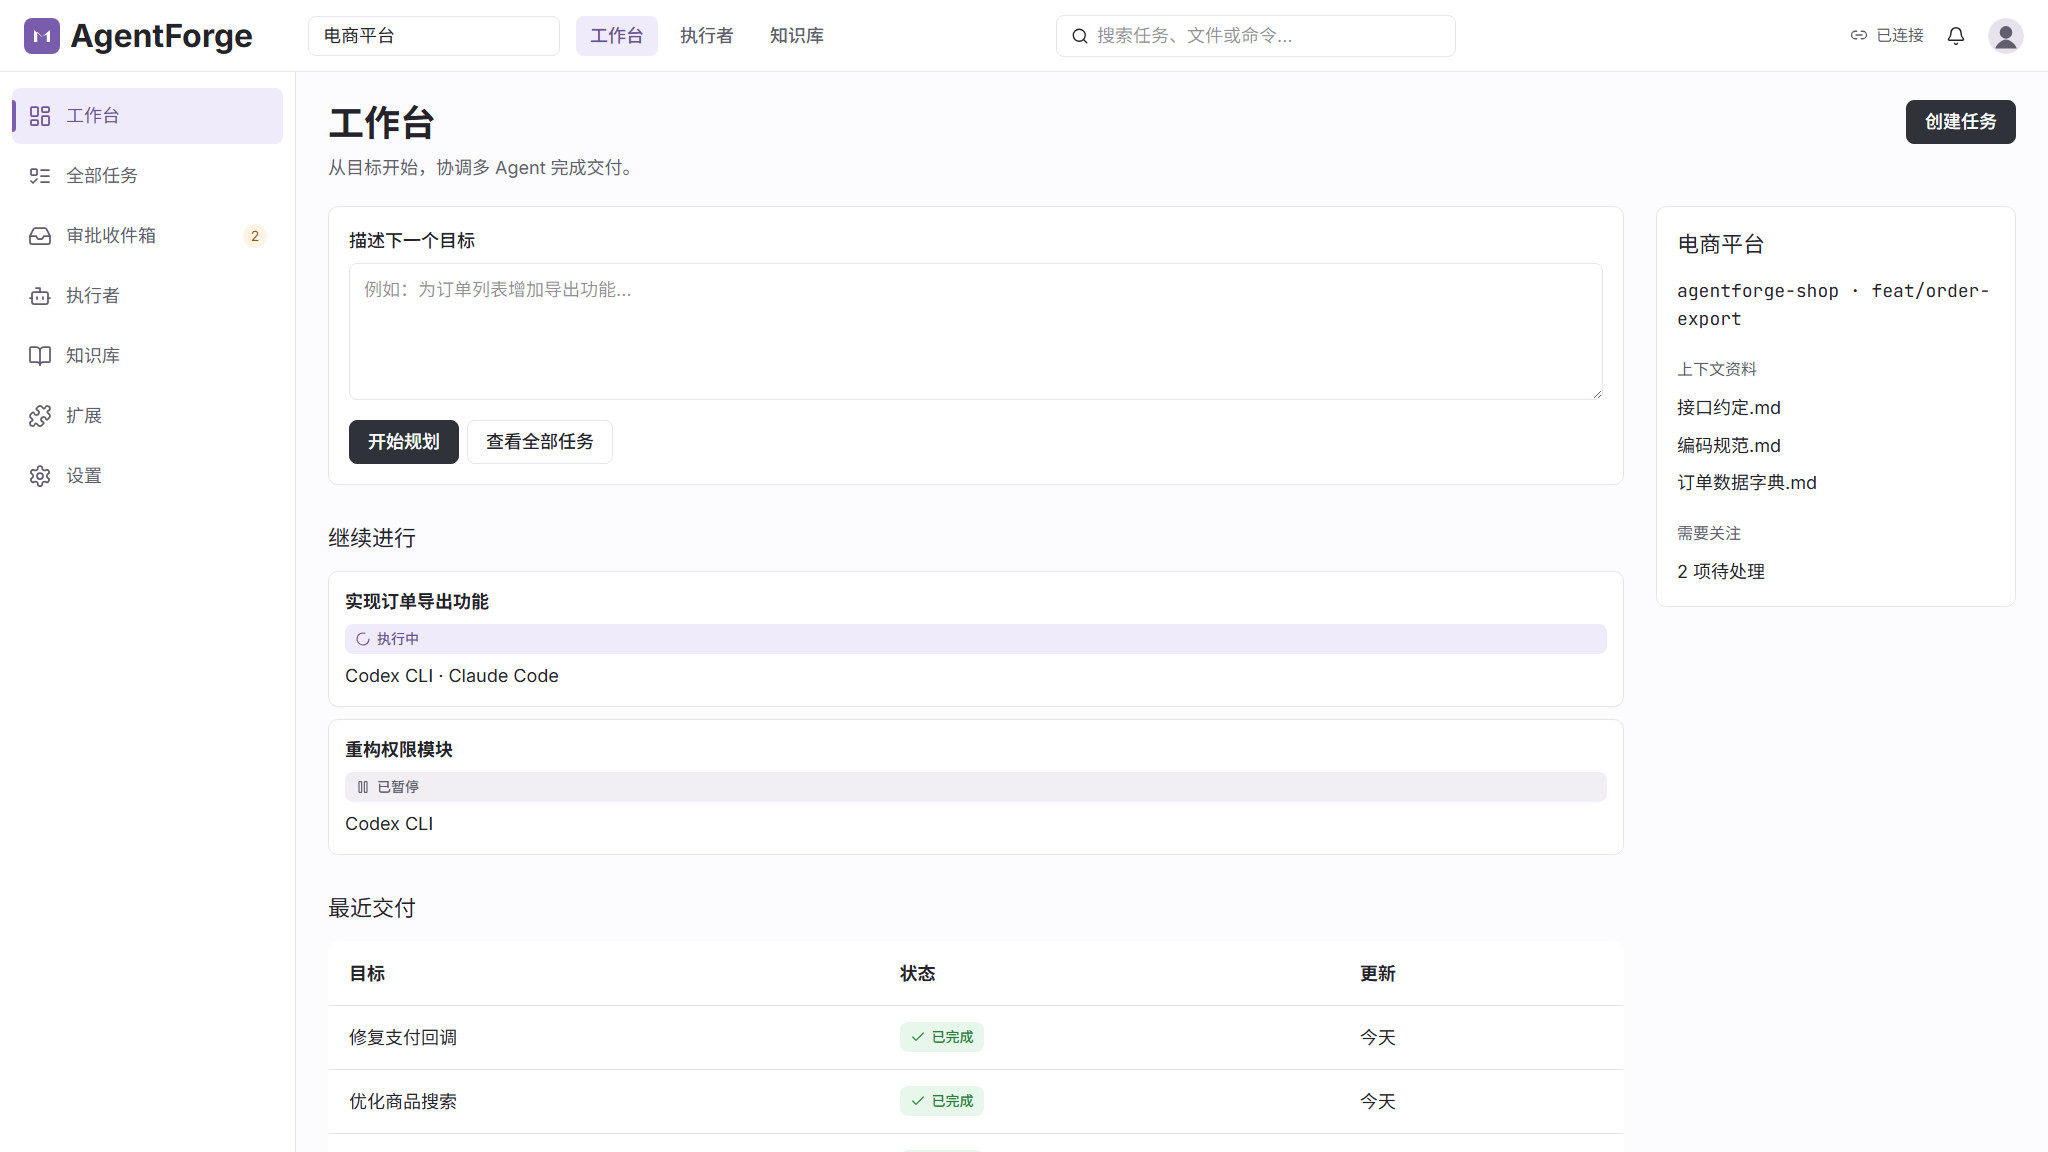 AgentForge
电商平台
工作台
执行者
知识库
搜索任务、文件或命令...
已连接
工作台
全部任务
审批收件箱
2
执行者
知识库
扩展
设置
工作台
从目标开始，协调多 Agent 完成交付。
创建任务
描述下一个目标
例如：为订单列表增加导出功能...
开始规划
查看全部任务
继续进行
实现订单导出功能
执行中
Codex CLI · Claude Code
重构权限模块
已暂停
Codex CLI
最近交付
目标 状态 更新
修复支付回调 已完成 今天
优化商品搜索 已完成 今天
电商平台
agentforge-shop · feat/order-
export
上下文资料
接口约定.md
编码规范.md
订单数据字典.md
需要关注
2 项待处理